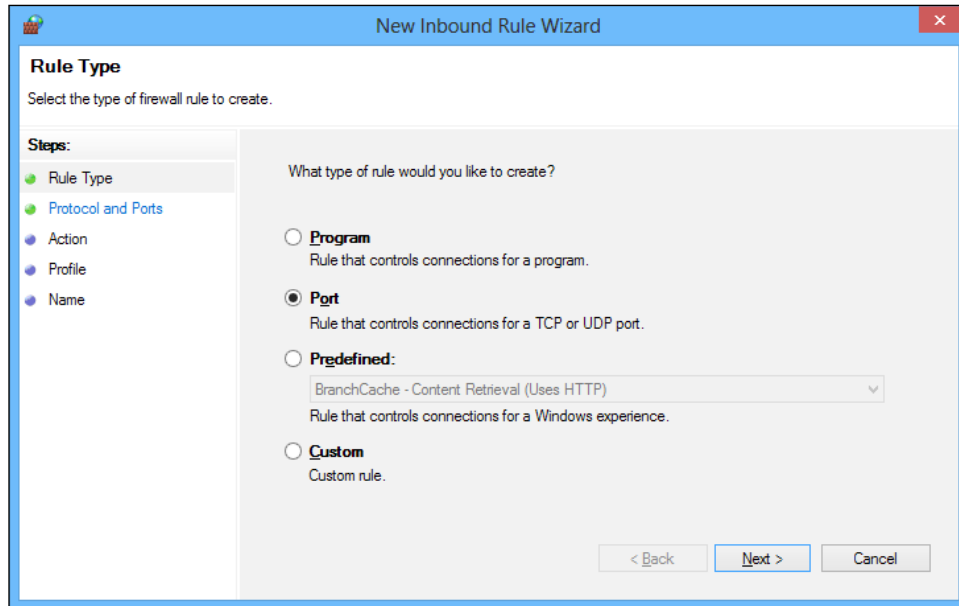 New Inbound Rule Wizard
Rule Type
Select the type of firewall rule to create.
Steps:
Rule Type
Protocol and Ports
Action
Profile
Name
What type of rule would you like to create?
Program
Rule that controls connections for a program.
Port
Rule that controls connections for a TCP or UDP port.
Predefined:
BranchCache - Content Retrieval (Uses HTTP)
Rule that controls connections for a Windows experience.
Custom
Custom rule.
< Back Next > Cancel